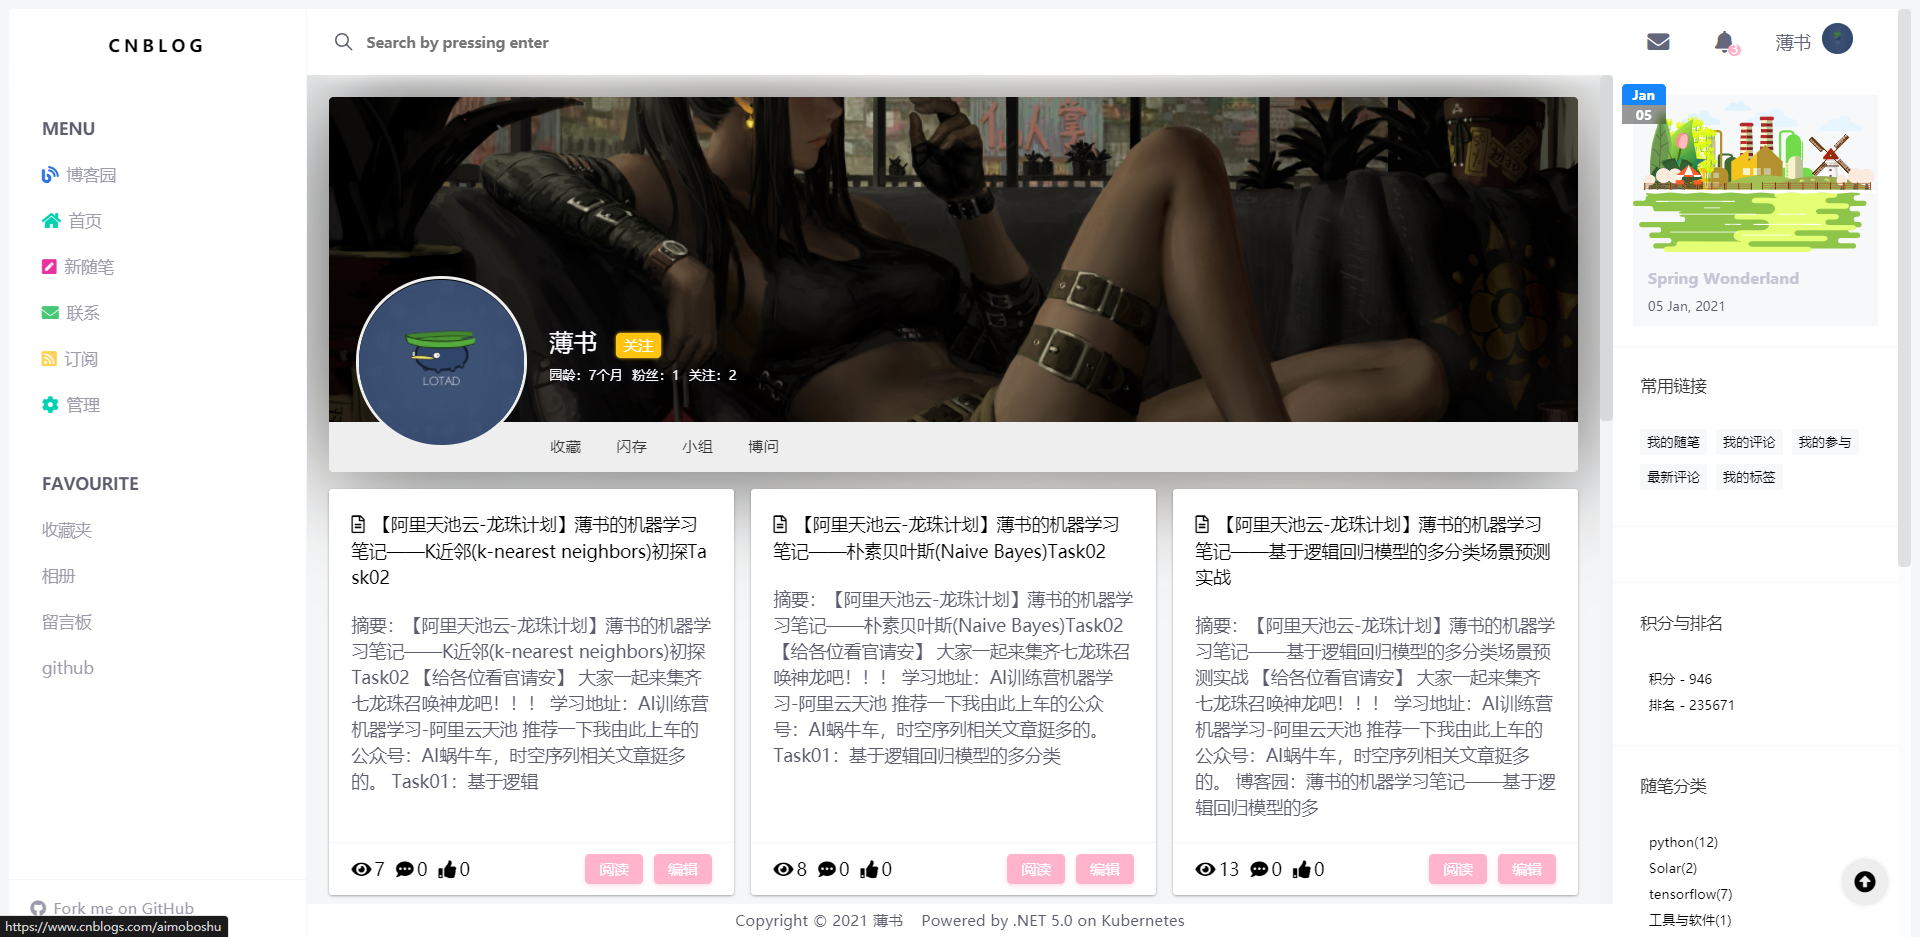 CNBLOG
Search by pressing enter
3
薄书
MENU
博客园
首页
新随笔
联系
订阅
管理
FAVOURITE
收藏夹
相册
留言板
github
Fork me on GitHub
https://www.cnblogs.com/aimoboshu
仙人掌
LOTAD
薄书 关注
园龄：7个月 粉丝：1 关注：2
收藏 闪存 小组 博问
【阿里天池云-龙珠计划】薄书的机器学习
笔记——K近邻(k-nearest neighbors)初探Ta
sk02
摘要：【阿里天池云-龙珠计划】薄书的机器学
习笔记——K近邻(k-nearest neighbors)初探
Task02 【给各位看官请安】 大家一起来集齐
七龙珠召唤神龙吧！！！ 学习地址：AI训练营
机器学习-阿里云天池 推荐一下我由此上车的
公众号：AI蜗牛车，时空序列相关文章挺多
的。 Task01：基于逻辑
7 0 0 阅读 编辑
【阿里天池云-龙珠计划】薄书的机器学习
笔记——朴素贝叶斯(Naive Bayes)Task02
摘要：【阿里天池云-龙珠计划】薄书的机器学
习笔记——朴素贝叶斯(Naive Bayes)Task02
【给各位看官请安】 大家一起来集齐七龙珠召
唤神龙吧！！！ 学习地址：AI训练营机器学
习-阿里云天池 推荐一下我由此上车的公众
号：AI蜗牛车，时空序列相关文章挺多的。
Task01：基于逻辑回归模型的多分类
8 0 0 阅读 编辑
【阿里天池云-龙珠计划】薄书的机器学习
笔记——基于逻辑回归模型的多分类场景预测
实战
摘要：【阿里天池云-龙珠计划】薄书的机器学
习笔记——基于逻辑回归模型的多分类场景预
测实战 【给各位看官请安】 大家一起来集齐
七龙珠召唤神龙吧！！！ 学习地址：AI训练营
机器学习-阿里云天池 推荐一下我由此上车的
公众号：AI蜗牛车，时空序列相关文章挺多
的。 博客园：薄书的机器学习笔记——基于逻
辑回归模型的多
13 0 0 阅读 编辑
Copyright © 2021 薄书 Powered by .NET 5.0 on Kubernetes
Jan
05
Spring Wonderland
05 Jan, 2021
常用链接
我的随笔 我的评论 我的参与
最新评论 我的标签
积分与排名
积分 - 946
排名 - 235671
随笔分类
python(12)
Solar(2)
tensorflow(7)
工具与软件(1)